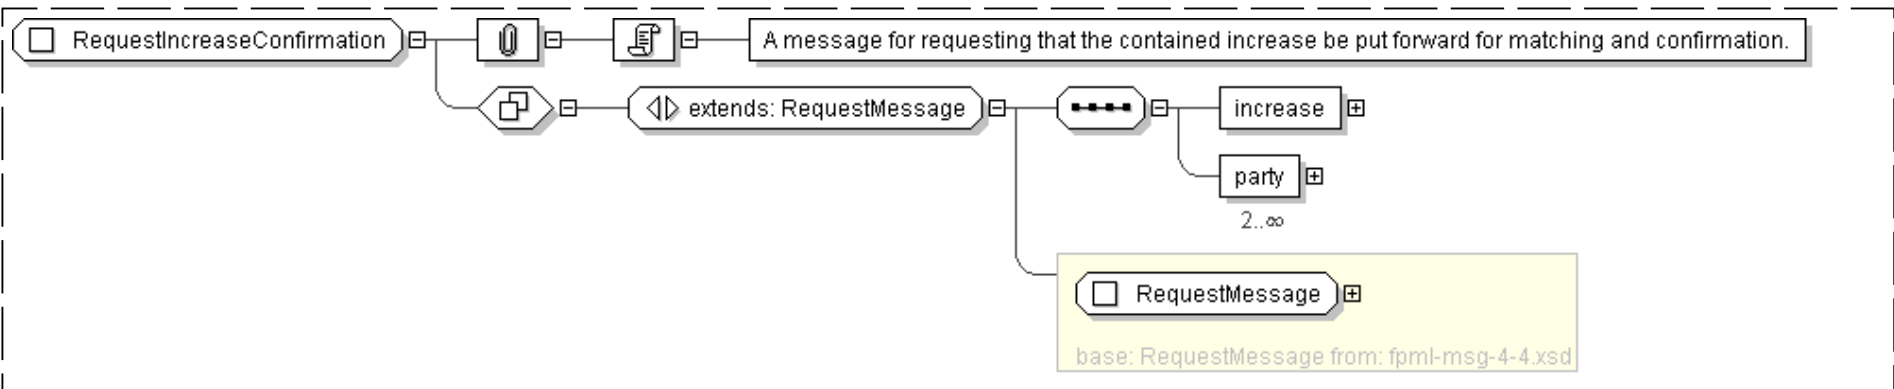 RequestIncreaseConfirmation
A message for requesting that the contained increase be put forward for matching and confirmation.
extends: RequestMessage
increase
party
2..∞
RequestMessage
base: RequestMessage from: fpml-msg-4-4.xsd